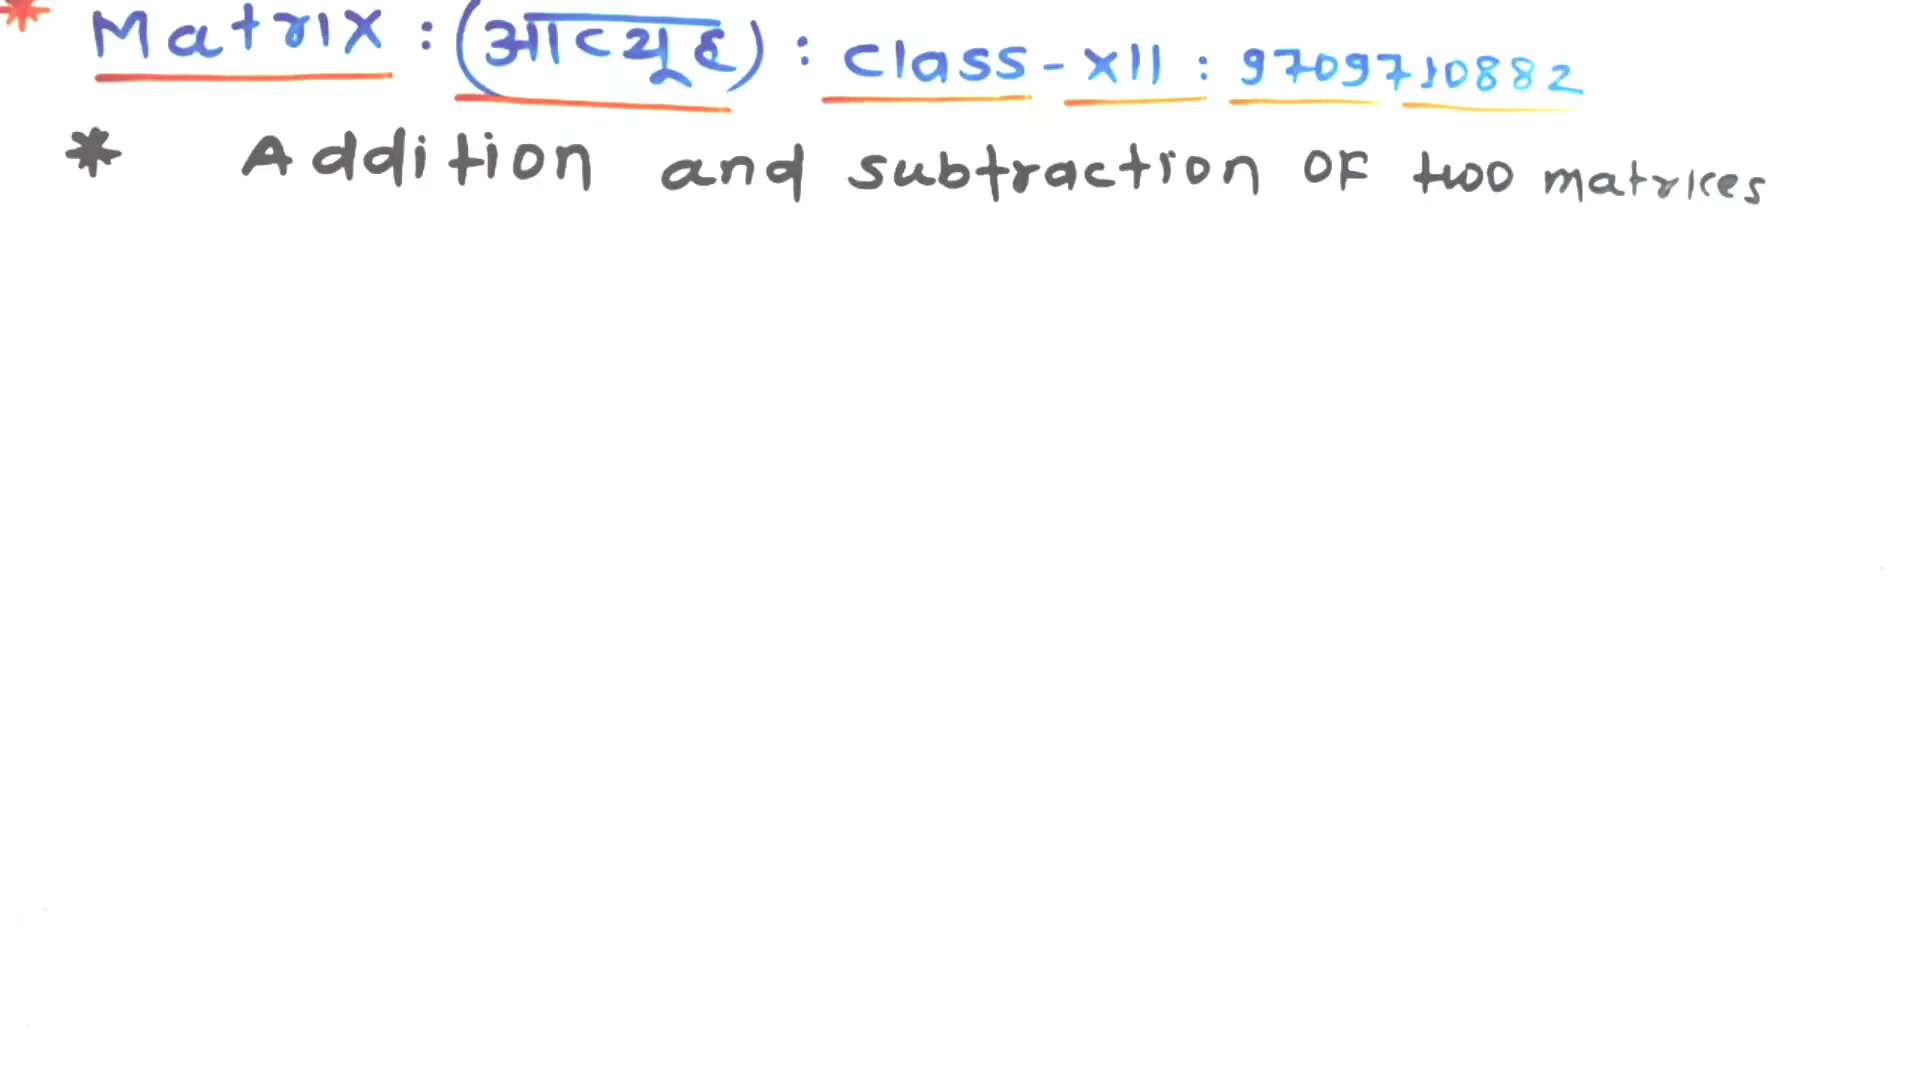 * Matrix : (आव्यूह) : Class - XII : 9709710882
* Addition and subtraction OF two matrices